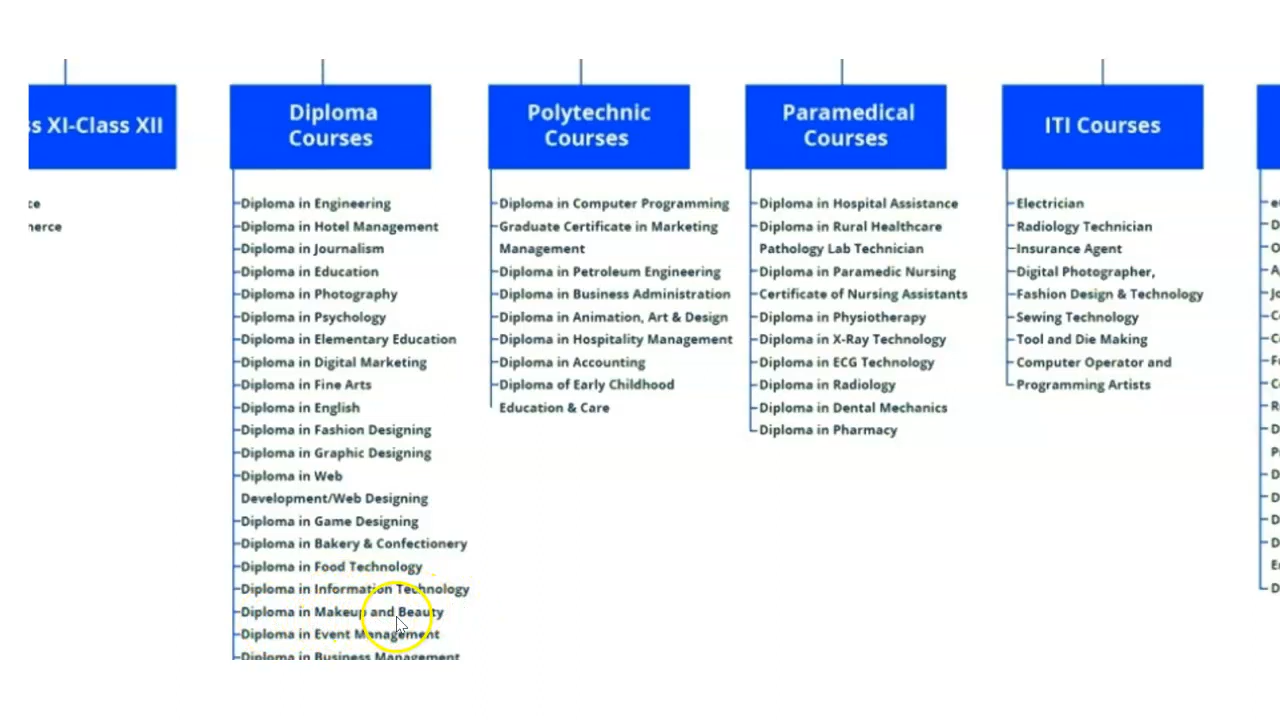 ss XI-Class XII
ce
nerce
Diploma
Courses
Diploma in Engineering
Diploma in Hotel Management
Diploma in Journalism
Diploma in Education
Diploma in Photography
Diploma in Psychology
Diploma in Elementary Education
Diploma in Digital Marketing
Diploma in Fine Arts
Diploma in English
Diploma in Fashion Designing
Diploma in Graphic Designing
Diploma in Web
Development/Web Designing
Diploma in Game Designing
Diploma in Bakery & Confectionery
Diploma in Food Technology
Diploma in Information Technology
Diploma in Makeup and Beauty
Diploma in Event Management
Diploma in Business Management
Polytechnic
Courses
Diploma in Computer Programming
Graduate Certificate in Marketing
Management
Diploma in Petroleum Engineering
Diploma in Business Administration
Diploma in Animation, Art & Design
Diploma in Hospitality Management
Diploma in Accounting
Diploma of Early Childhood
Education & Care
Paramedical
Courses
Diploma in Hospital Assistance
Diploma in Rural Healthcare
Pathology Lab Technician
Diploma in Paramedic Nursing
Certificate of Nursing Assistants
Diploma in Physiotherapy
Diploma in X-Ray Technology
Diploma in ECG Technology
Diploma in Radiology
Diploma in Dental Mechanics
Diploma in Pharmacy
ITI Courses
Electrician
Radiology Technician
Insurance Agent
Digital Photographer,
Fashion Design & Technology
Sewing Technology
Tool and Die Making
Computer Operator and
Programming Artists